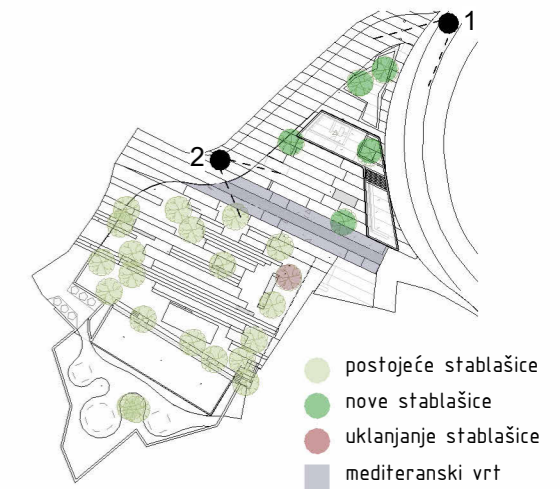 1
2
postojeće stablašice
nove stablašice
uklanjanje stablašice
mediteranski vrt